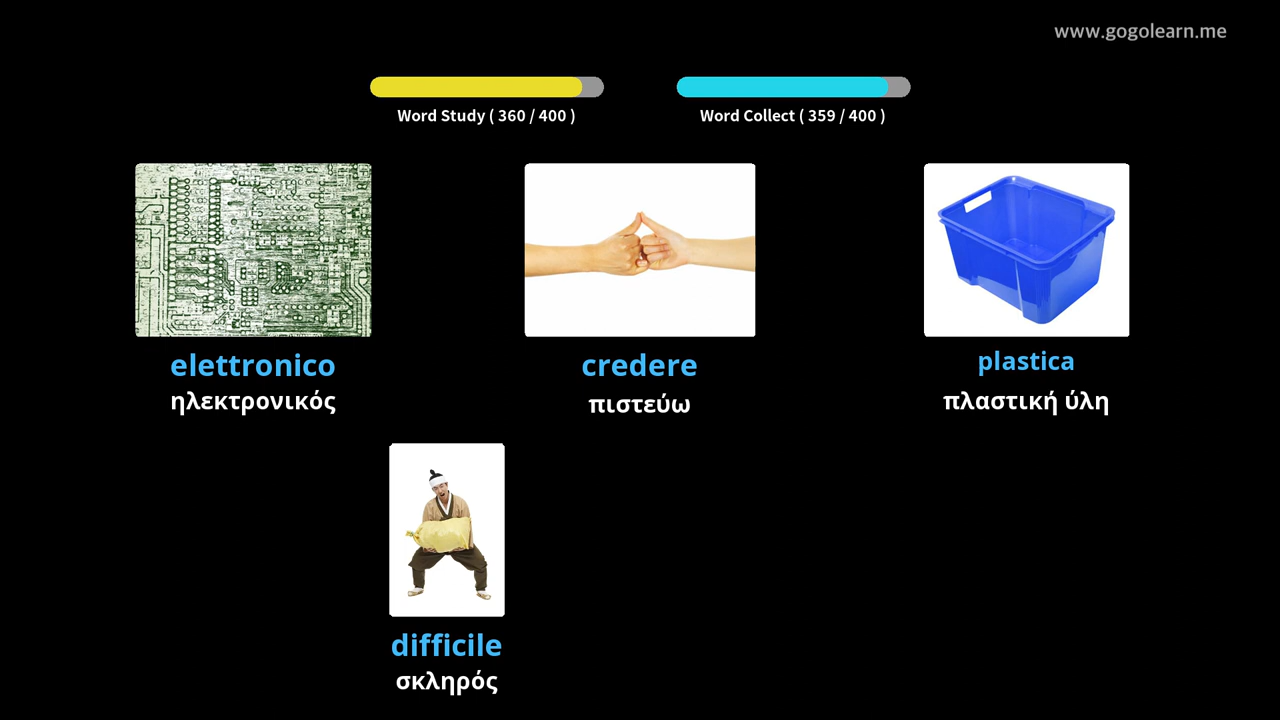 www.gogolearn.me
Word Study ( 360 / 400 )
Word Collect ( 359 / 400 )
elettronico
ηλεκτρονικός
credere
πιστεύω
plastica
πλαστική ύλη
difficile
σκληρός